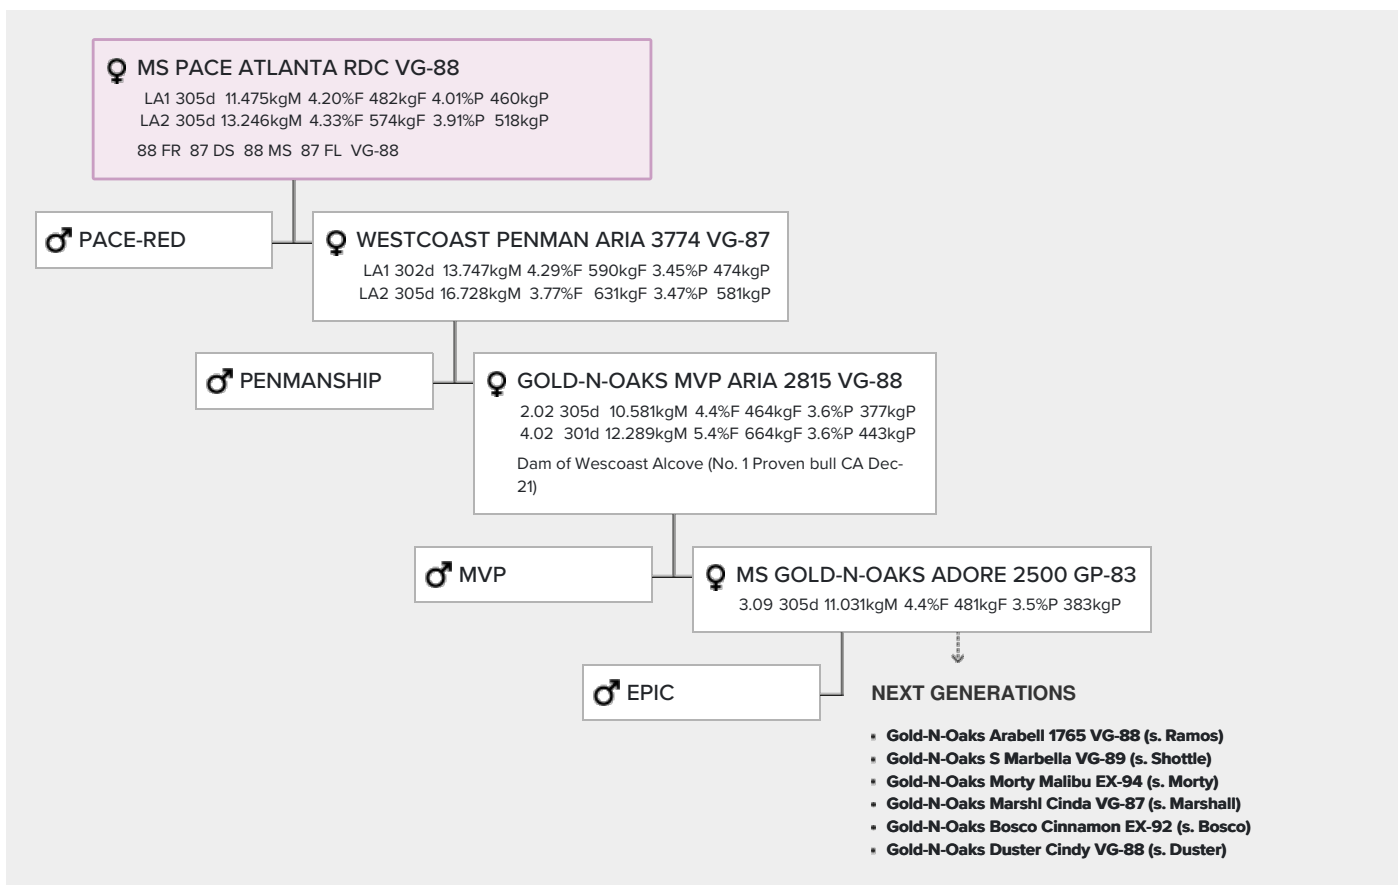 MS PACE ATLANTA RDC VG-88
LA1 305d 11.475kgM 4.20%F 482kgF 4.01%P 460kgP
LA2 305d 13.246kgM 4.33%F 574kgF 3.91%P 518kgP
88 FR 87 DS 88 MS 87 FL VG-88
PACE-RED
WESTCOAST PENMAN ARIA 3774 VG-87
LA1 302d 13.747kgM 4.29%F 590kgF 3.45%P 474kgP
LA2 305d 16.728kgM 3.77%F 631kgF 3.47%P 581kgP
PENMANSHIP
GOLD-N-OAKS MVP ARIA 2815 VG-88
2.02 305d 10.581kgM 4.4%F 464kgF 3.6%P 377kgP
4.02 301d 12.289kgM 5.4%F 664kgF 3.6%P 443kgP
Dam of Wescoast Alcove (No. 1 Proven bull CA Dec-
21)
MVP
MS GOLD-N-OAKS ADORE 2500 GP-83
3.09 305d 11.031kgM 4.4%F 481kgF 3.5%P 383kgP
EPIC
NEXT GENERATIONS
Gold-N-Oaks Arabell 1765 VG-88 (s. Ramos)
Gold-N-Oaks S Marbella VG-89 (s. Shottle)
Gold-N-Oaks Morty Malibu EX-94 (s. Morty)
Gold-N-Oaks Marshl Cinda VG-87 (s. Marshall)
Gold-N-Oaks Bosco Cinnamon EX-92 (s. Bosco)
Gold-N-Oaks Duster Cindy VG-88 (s. Duster)